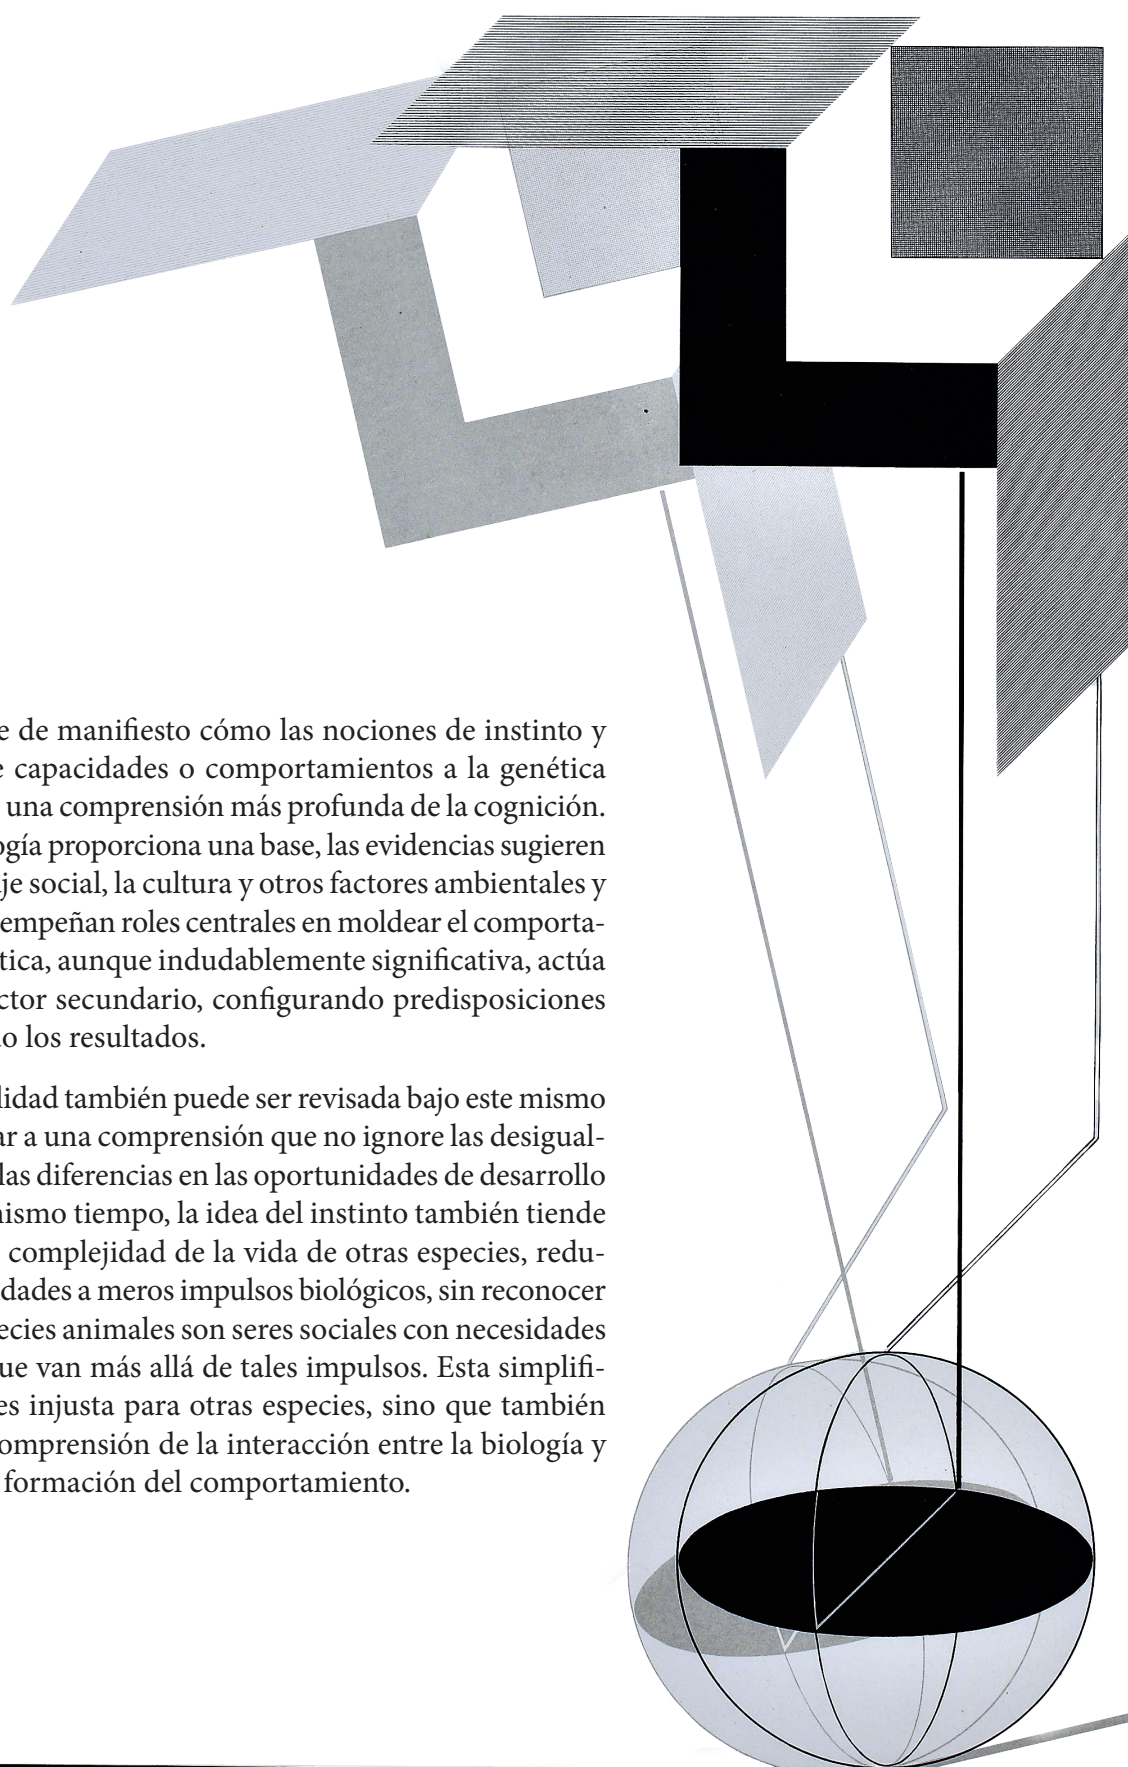 e de manifiesto cómo las nociones de instinto y
e capacidades o comportamientos a la genética
una comprensión más profunda de la cognición.
ogía proporciona una base, las evidencias sugieren
je social, la cultura y otros factores ambientales y
empeñan roles centrales en moldear el comporta-
tica, aunque indudablemente significativa, actúa
ctor secundario, configurando predisposiciones
o los resultados.
lidad también puede ser revisada bajo este mismo
ar a una comprensión que no ignore las desigual-
las diferencias en las oportunidades de desarrollo
mismo tiempo, la idea del instinto también tiende
complejidad de la vida de otras especies, redu-
idades a meros impulsos biológicos, sin reconocer
ecies animales son seres sociales con necesidades
que van más allá de tales impulsos. Esta simplifi-
es injusta para otras especies, sino que también
omprensión de la interacción entre la biología y
formación del comportamiento.